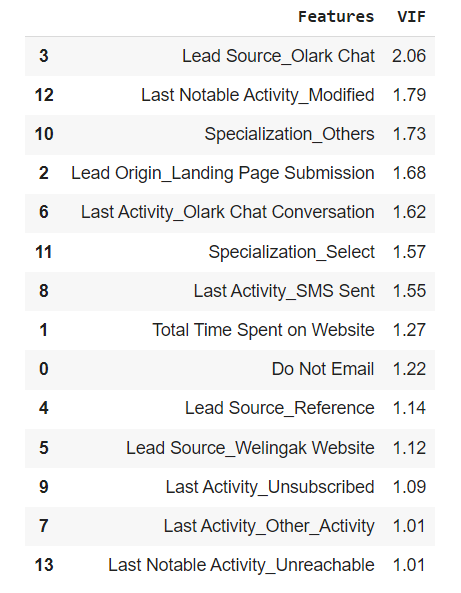 Features VIF
3 Lead Source_Olark Chat 2.06
12 Last Notable Activity_Modified 1.79
10 Specialization_Others 1.73
2 Lead Origin_Landing Page Submission 1.68
6 Last Activity_Olark Chat Conversation 1.62
11 Specialization_Select 1.57
8 Last Activity_SMS Sent 1.55
1 Total Time Spent on Website 1.27
0 Do Not Email 1.22
4 Lead Source_Reference 1.14
5 Lead Source_Welingak Website 1.12
9 Last Activity_Unsubscribed 1.09
7 Last Activity_Other_Activity 1.01
13 Last Notable Activity_Unreachable 1.01